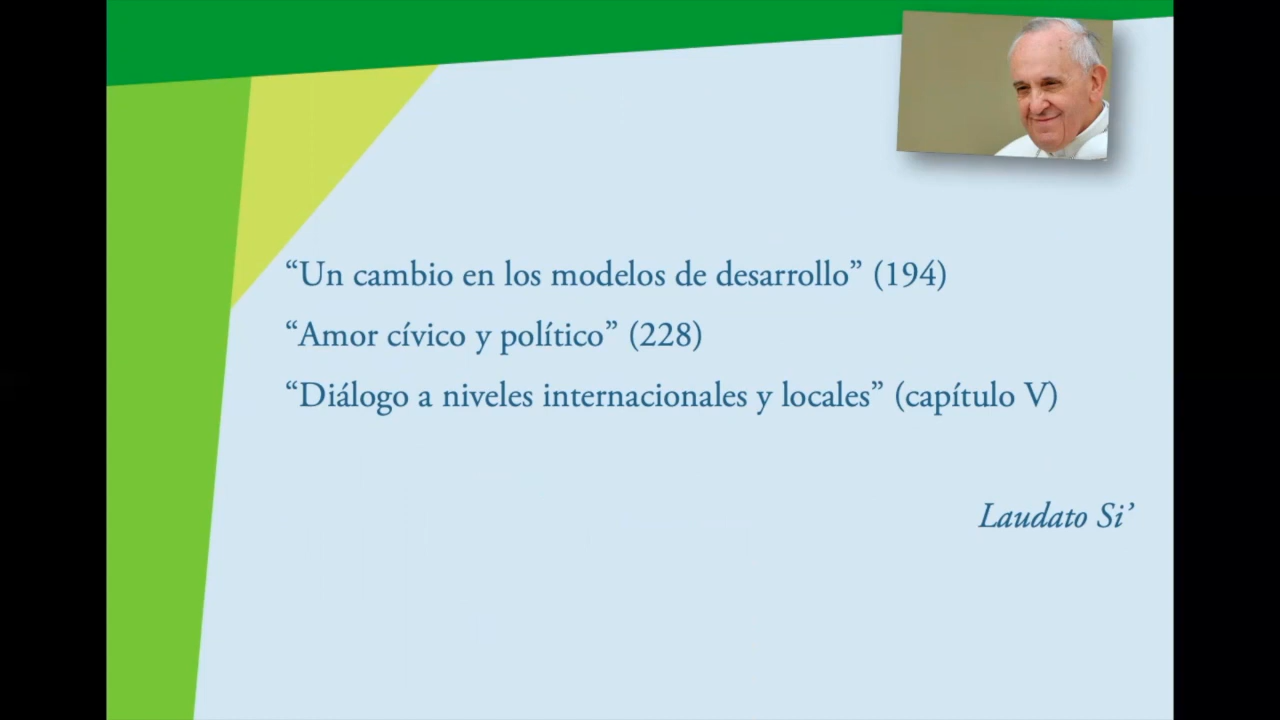 “Un cambio en los modelos de desarrollo” (194)
“Amor cívico y político” (228)
“Diálogo a niveles internacionales y locales” (capítulo V)
Laudato Si’